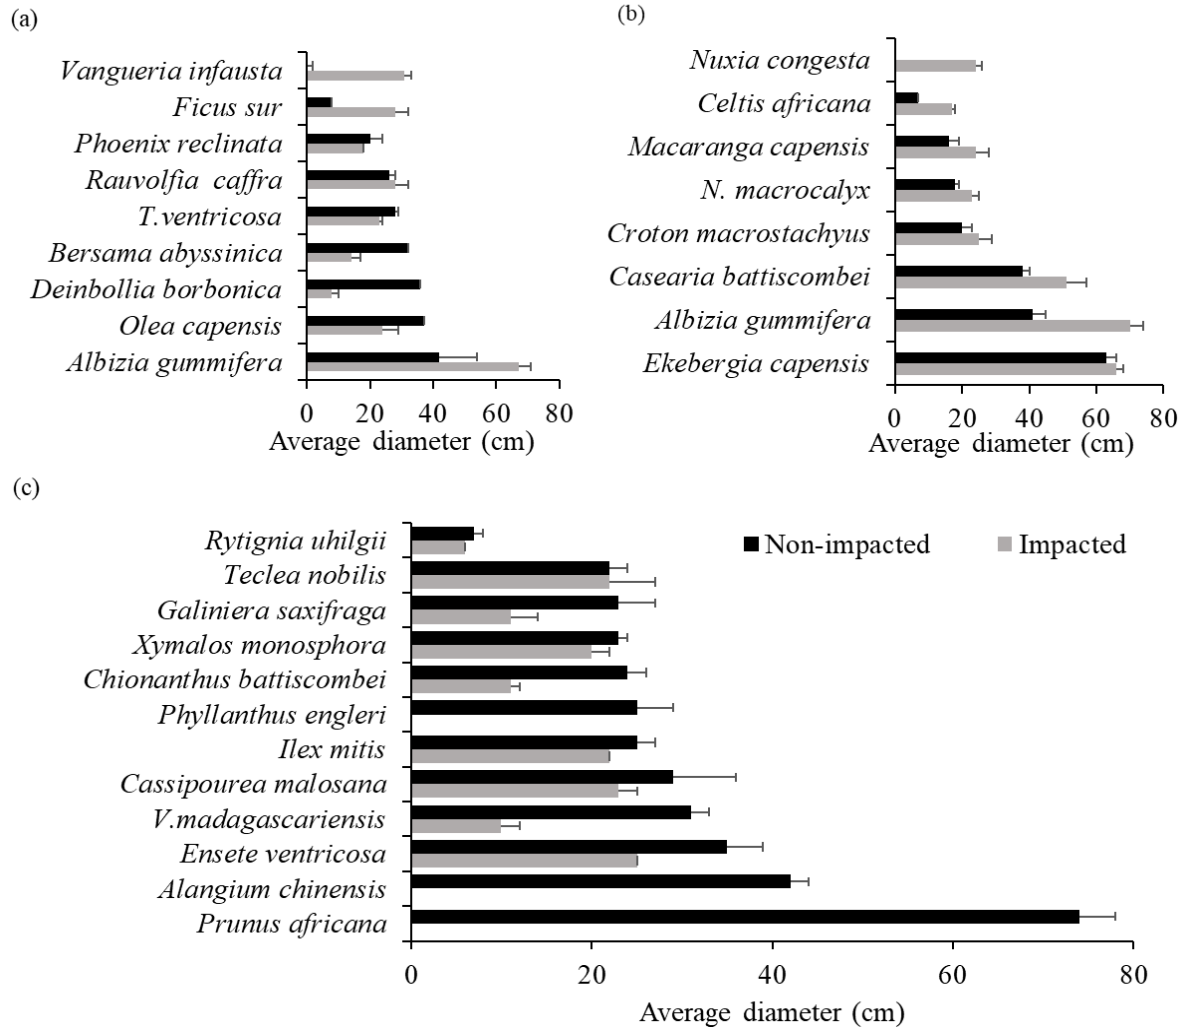 (a)
Vangueria infausta
Ficus sur
Phoenix reclinata
Rauvolfia caffra
T.ventricosa
Bersama abyssinica
Deinbollia borbonica
Olea capensis
Albizia gummifera
0 20 40 60 80
Average diameter (cm)
(b)
Nuxia congesta
Celtis africana
Macaranga capensis
N. macrocalyx
Croton macrostachyus
Casearia battiscombei
Albizia gummifera
Ekebergia capensis
0 20 40 60 80
Average diameter (cm)
(c)
Non-impacted Impacted
Rytignia uhilgii
Teclea nobilis
Galiniera saxifraga
Xymalos monosphora
Chionanthus battiscombei
Phyllanthus engleri
Ilex mitis
Cassipourea malosana
V.madagascariensis
Ensete ventricosa
Alangium chinensis
Prunus africana
0 20 40 60 80
Average diameter (cm)